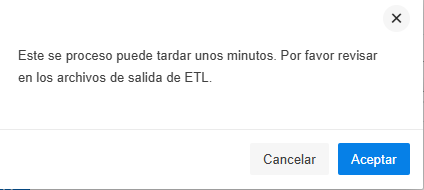 Este se proceso puede tardar unos minutos. Por favor revisar
en los archivos de salida de ETL.
Cancelar
Aceptar